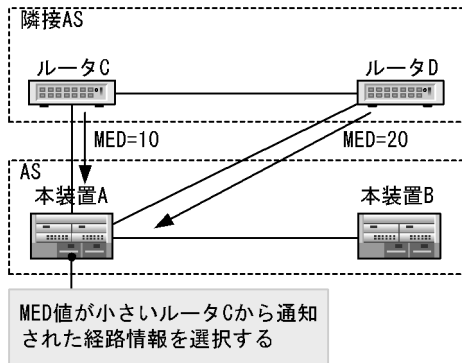 隣接AS
ルータC
ルータD
MED=10
MED=20
AS
本装置A
本装置B
MED値が小さいルータCから通知
された経路情報を選択する